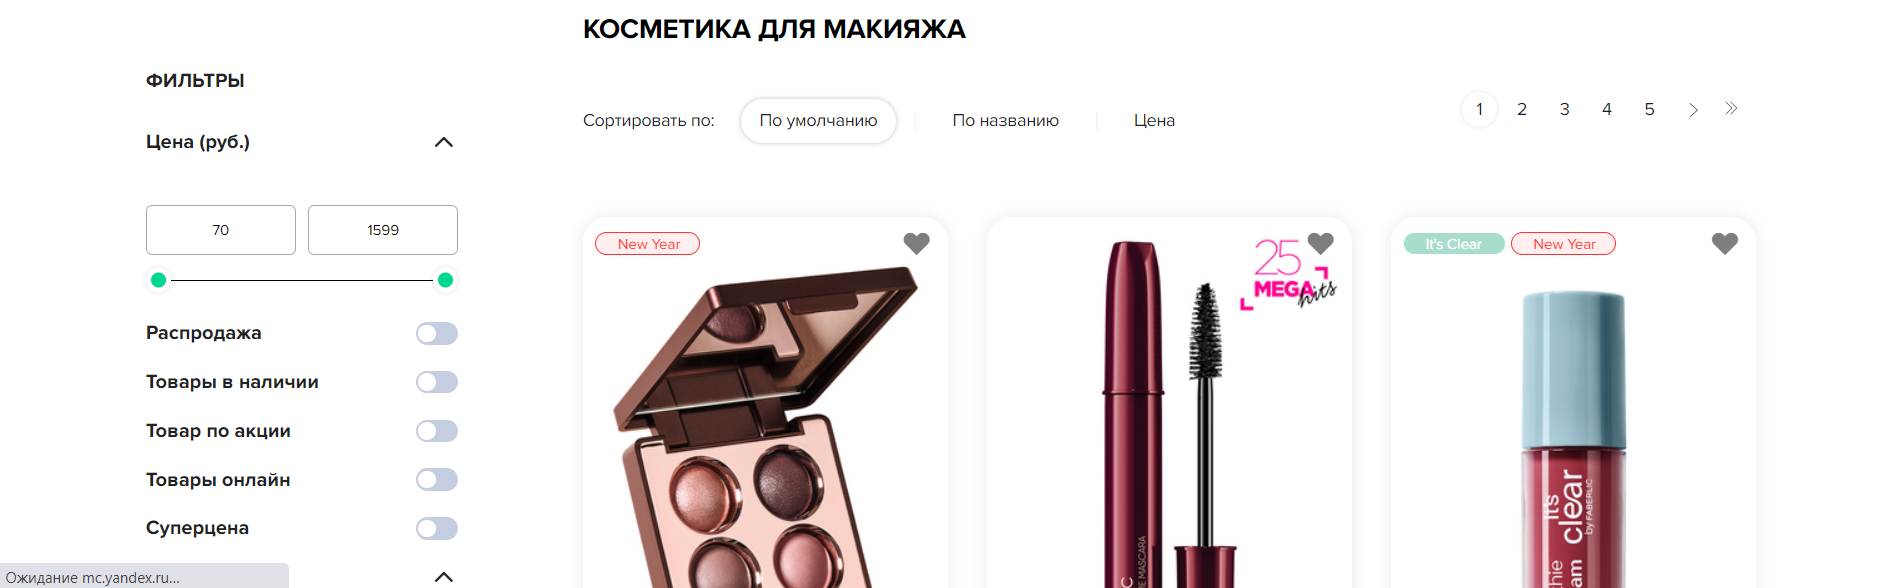 КОСМЕТИКА ДЛЯ МАКИЯЖА
ФИЛЬТРЫ
Сортировать по: По умолчанию По названию Цена
1 2 3 4 5
Цена (руб.)
70 1599
Распродажа
Товары в наличии
Товар по акции
Товары онлайн
Суперцена
New Year
25
MEGA
hits
It's Clear New Year
it's
clear
by FABERLIC
Ожидание mc.yandex.ru...